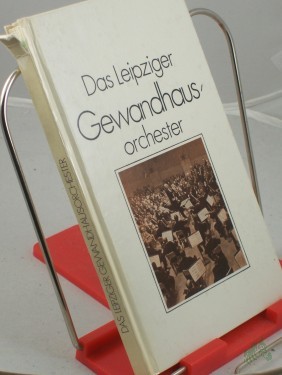 Das Leipziger
Gewandhaus-
orchester
DAS LEIPZIGER GEWANDHAUSORCHESTER